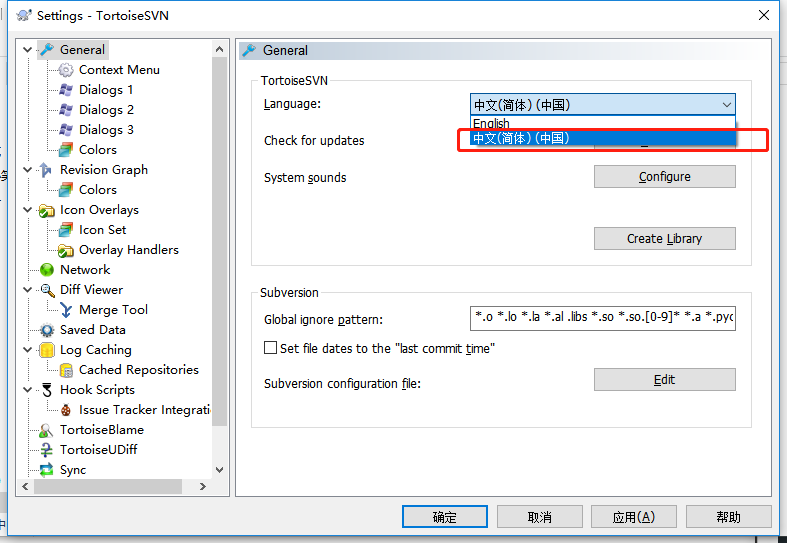 Settings - TortoiseSVN
General
Context Menu
Dialogs 1
Dialogs 2
Dialogs 3
Colors
Revision Graph
Colors
Icon Overlays
Icon Set
Overlay Handlers
Network
Diff Viewer
Merge Tool
Saved Data
Log Caching
Cached Repositories
Hook Scripts
Issue Tracker Integrati
TortoiseBlame
TortoiseUDiff
Sync
General
TortoiseSVN
Language:
中文(简体) (中国)
English
中文(简体) (中国)
Check for updates
System sounds
Configure
Create Library
Subversion
Global ignore pattern:
*.o *.lo *.la *.al .libs *.so *.so.[0-9]* *.a *.pyc
Set file dates to the "last commit time"
Subversion configuration file:
Edit
确定
取消
应用(A)
帮助